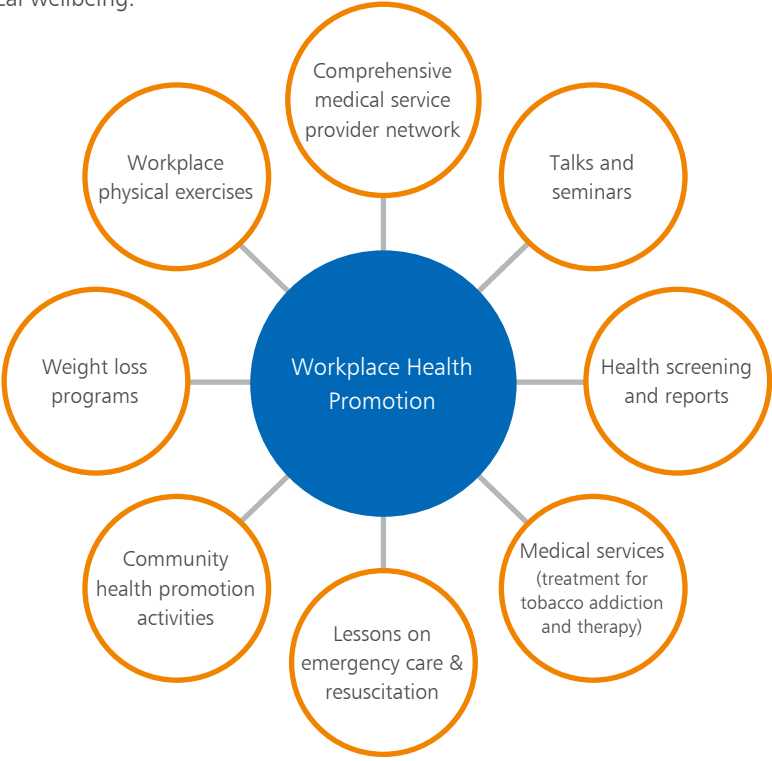 wellbeing.
Comprehensive
medical service
provider network
Talks and
seminars
Health screening
and reports
Medical services
(treatment for
tobacco addiction
and therapy)
Lessons on
emergency care &
resuscitation
Community
health promotion
activities
Weight loss
programs
Workplace
physical exercises
Workplace Health
Promotion